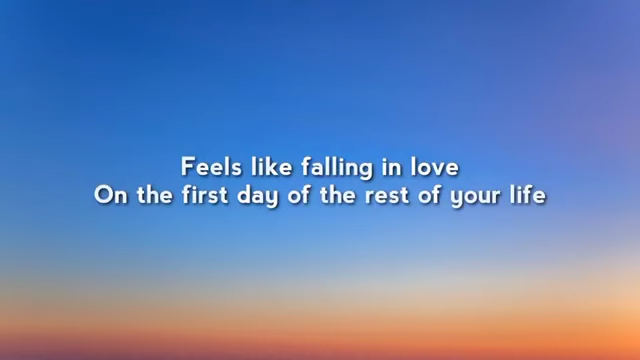 Feels like falling in love
On the first day of the rest of your life